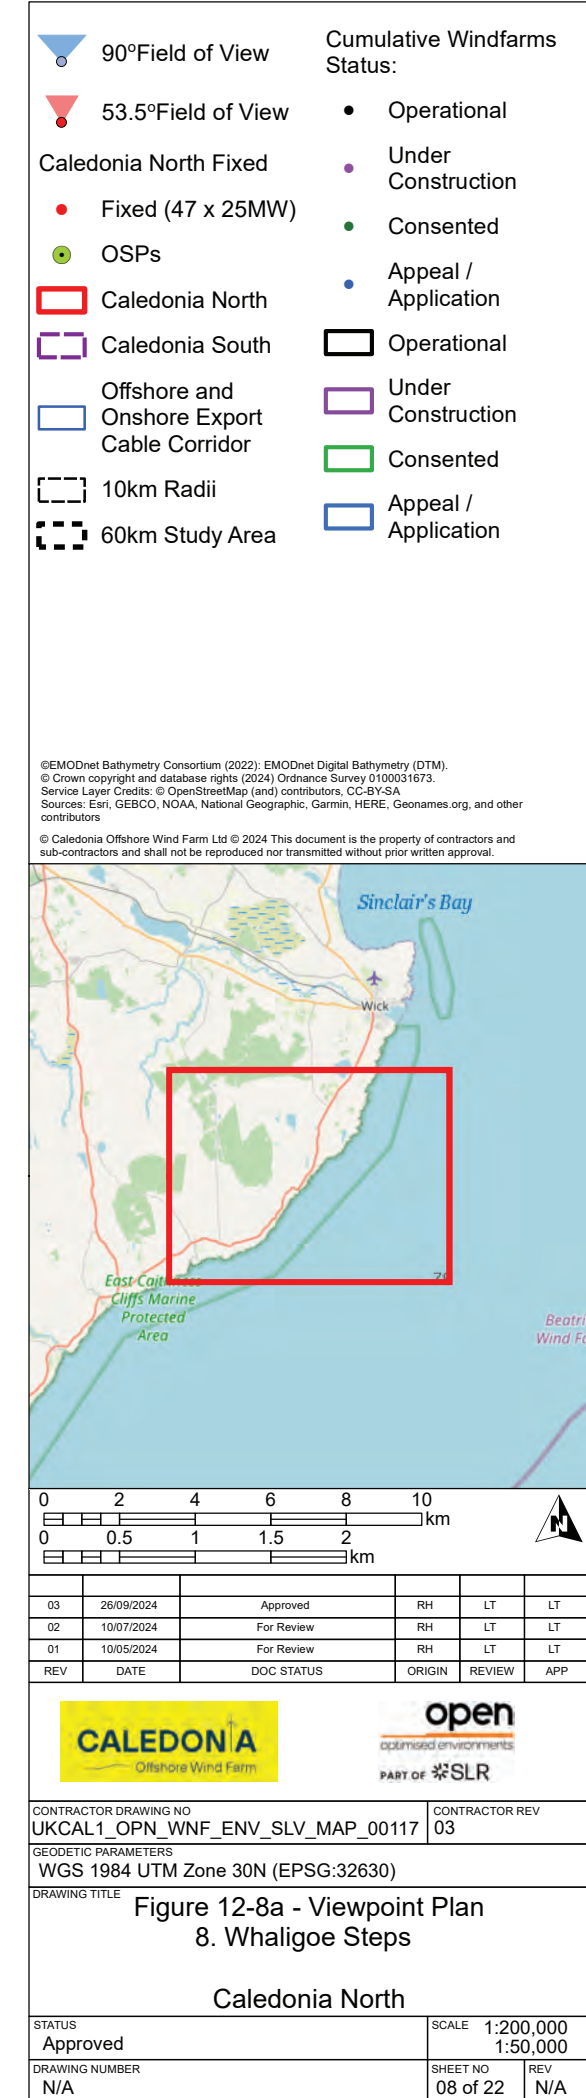 90°Field of View
53.5°Field of View
Caledonia North Fixed
Fixed (47 x 25MW)
OSPs
Caledonia North
Caledonia South
Offshore and
Onshore Export
Cable Corridor
10km Radii
60km Study Area
Cumulative Windfarms
Status:
Operational
Under
Construction
Consented
Appeal /
Application
Operational
Under
Construction
Consented
Appeal /
Application
©EMODnet Bathymetry Consortium (2022): EMODnet Digital Bathymetry (DTM).
© Crown copyright and database rights (2024) Ordnance Survey 0100031673.
Service Layer Credits: © OpenStreetMap (and) contributors, CC-BY-SA
Sources: Esri, GEBCO, NOAA, National Geographic, Garmin, HERE, Geonames.org, and other
contributors
© Caledonia Offshore Wind Farm Ltd © 2024 This document is the property of contractors and
sub-contractors and shall not be reproduced nor transmitted without prior written approval.
Sinclair's Bay
Wick
East Caithness
Cliffs Marine
Protected
Area
Beatri
Wind Fa
0 2 4 6 8 10
km
0 0.5 1 1.5 2
km
N
03 26/09/2024 Approved RH LT LT
02 10/07/2024 For Review RH LT LT
01 10/05/2024 For Review RH LT LT
REV DATE DOC STATUS ORIGIN REVIEW APP
CALEDONIA
Offshore Wind Farm
open
optimised environments
PART OF SLR
CONTRACTOR DRAWING NO
UKCAL1_OPN_WNF_ENV_SLV_MAP_00117
CONTRACTOR REV
03
GEODETIC PARAMETERS
WGS 1984 UTM Zone 30N (EPSG:32630)
DRAWING TITLE
Figure 12-8a - Viewpoint Plan
8. Whaligoe Steps
Caledonia North
STATUS
Approved
SCALE 1:200,000
1:50,000
DRAWING NUMBER
N/A
SHEET NO
08 of 22
REV
N/A